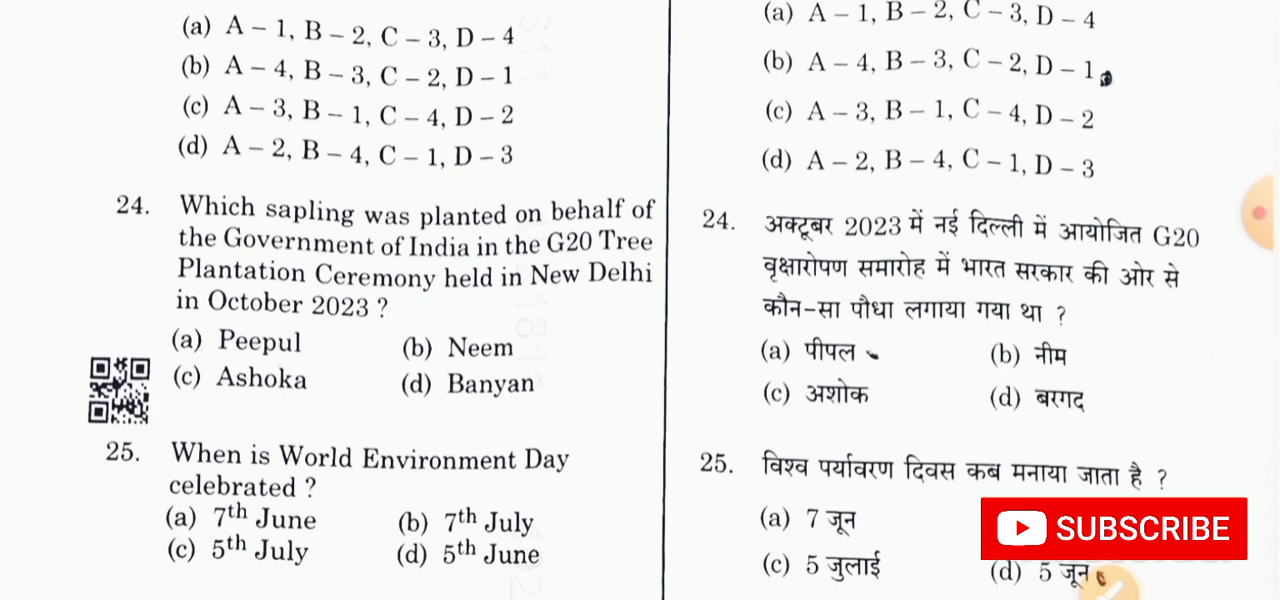 (a) A – 1, B – 2, C – 3, D – 4
(b) A – 4, B – 3, C – 2, D – 1
(c) A – 3, B – 1, C – 4, D – 2
(d) A – 2, B – 4, C – 1, D – 3
24. Which sapling was planted on behalf of
the Government of India in the G20 Tree
Plantation Ceremony held in New Delhi
in October 2023 ?
(a) Peepul (b) Neem
(c) Ashoka (d) Banyan
25. When is World Environment Day
celebrated ?
(a) 7th June (b) 7th July
(c) 5th July (d) 5th June
(a) A – 1, B – 2, C – 3, D – 4
(b) A – 4, B – 3, C – 2, D – 1
(c) A – 3, B – 1, C – 4, D – 2
(d) A – 2, B – 4, C – 1, D – 3
24. अक्टूबर 2023 में नई दिल्ली में आयोजित G20
वृक्षारोपण समारोह में भारत सरकार की ओर से
कौन-सा पौधा लगाया गया था ?
(a) पीपल (b) नीम
(c) अशोक (d) बरगद
25. विश्व पर्यावरण दिवस कब मनाया जाता है ?
(a) 7 जून
(c) 5 जुलाई (d) 5 जून
SUBSCRIBE